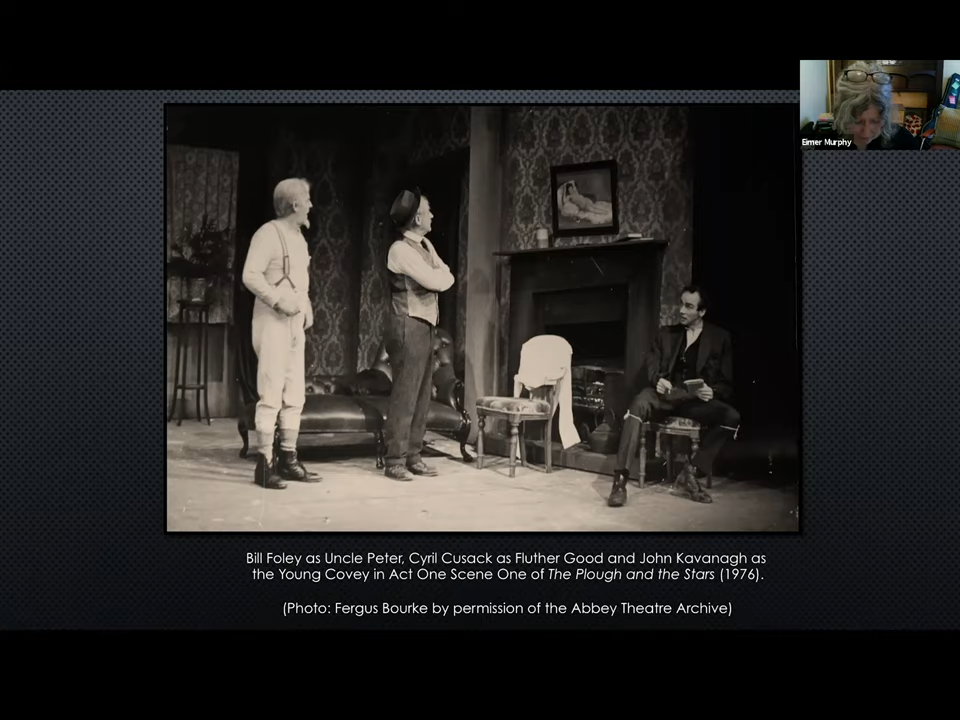 Eimer Murphy
Bill Foley as Uncle Peter, Cyril Cusack as Fluther Good and John Kavanagh as
the Young Covey in Act One Scene One of The Plough and the Stars (1976).
(Photo: Fergus Bourke by permission of the Abbey Theatre Archive)